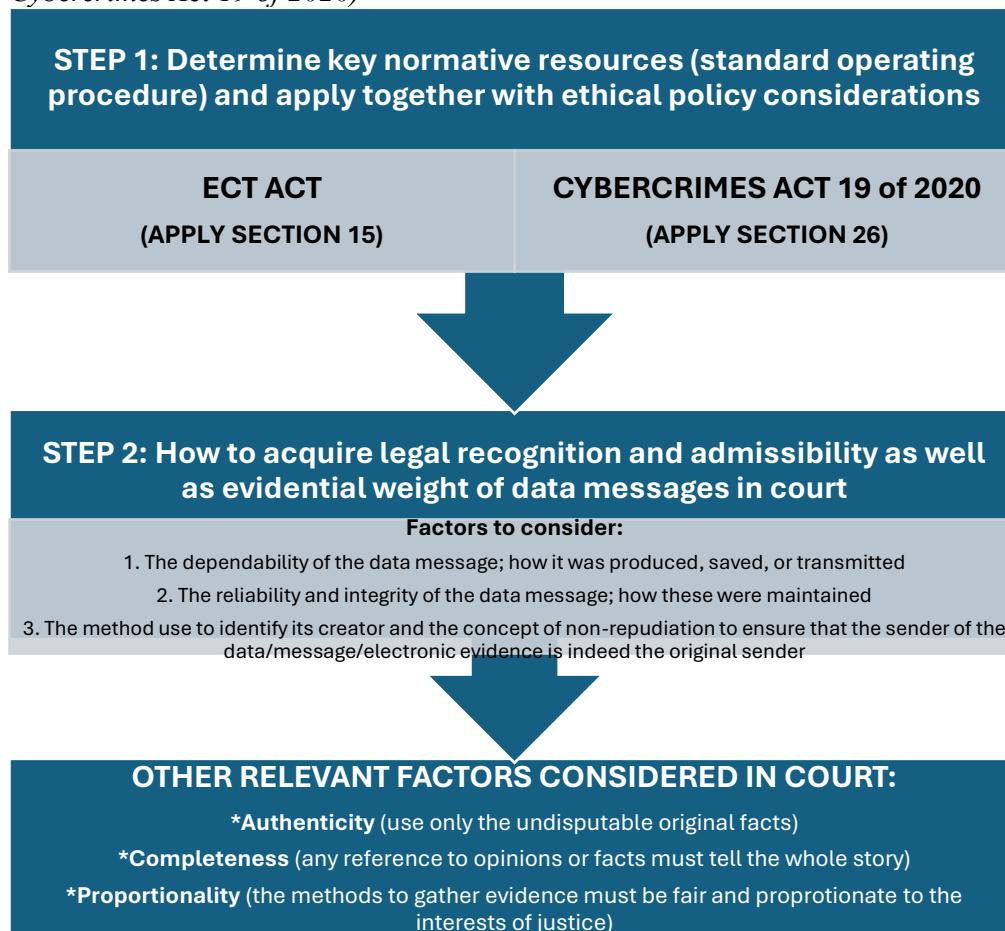 Cybercrimes Act 19 of 2020)
STEP 1: Determine key normative resources (standard operating
procedure) and apply together with ethical policy considerations
ECT ACT
(APPLY SECTION 15)
CYBERCRIMES ACT 19 of 2020
(APPLY SECTION 26)
STEP 2: How to acquire legal recognition and admissibility as well
as evidential weight of data messages in court
Factors to consider:
1. The dependability of the data message; how it was produced, saved, or transmitted
2. The reliability and integrity of the data message; how these were maintained
3. The method use to identify its creator and the concept of non-repudiation to ensure that the sender of the
data/message/electronic evidence is indeed the original sender
OTHER RELEVANT FACTORS CONSIDERED IN COURT:
*Authenticity (use only the undisputable original facts)
*Completeness (any reference to opinions or facts must tell the whole story)
*Proportionality (the methods to gather evidence must be fair and proprotionate to the
interests of justice)